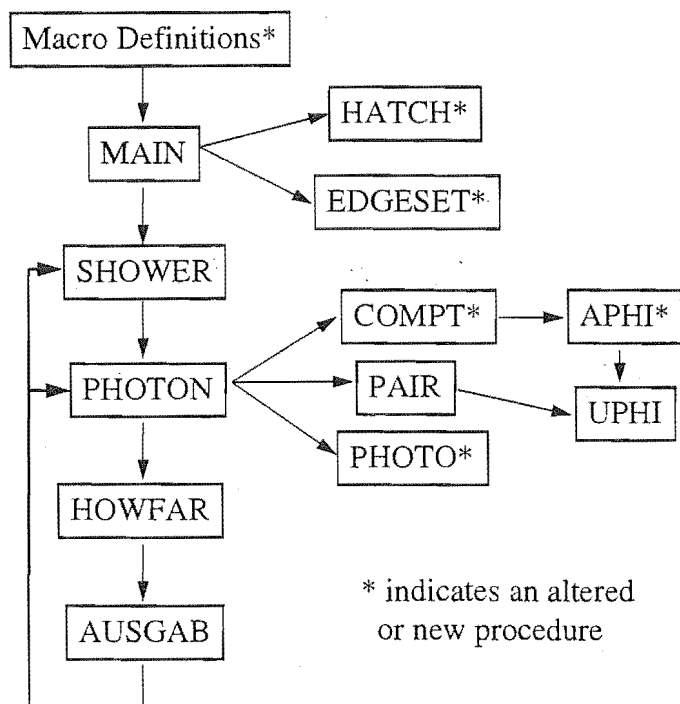 Macro Definitions*
HATCH*
MAIN
EDGESET*
SHOWER
COMPT*
APHI*
PHOTON
PAIR
UPHI
PHOTO*
HOWFAR
* indicates an altered
or new procedure
AUSGAB